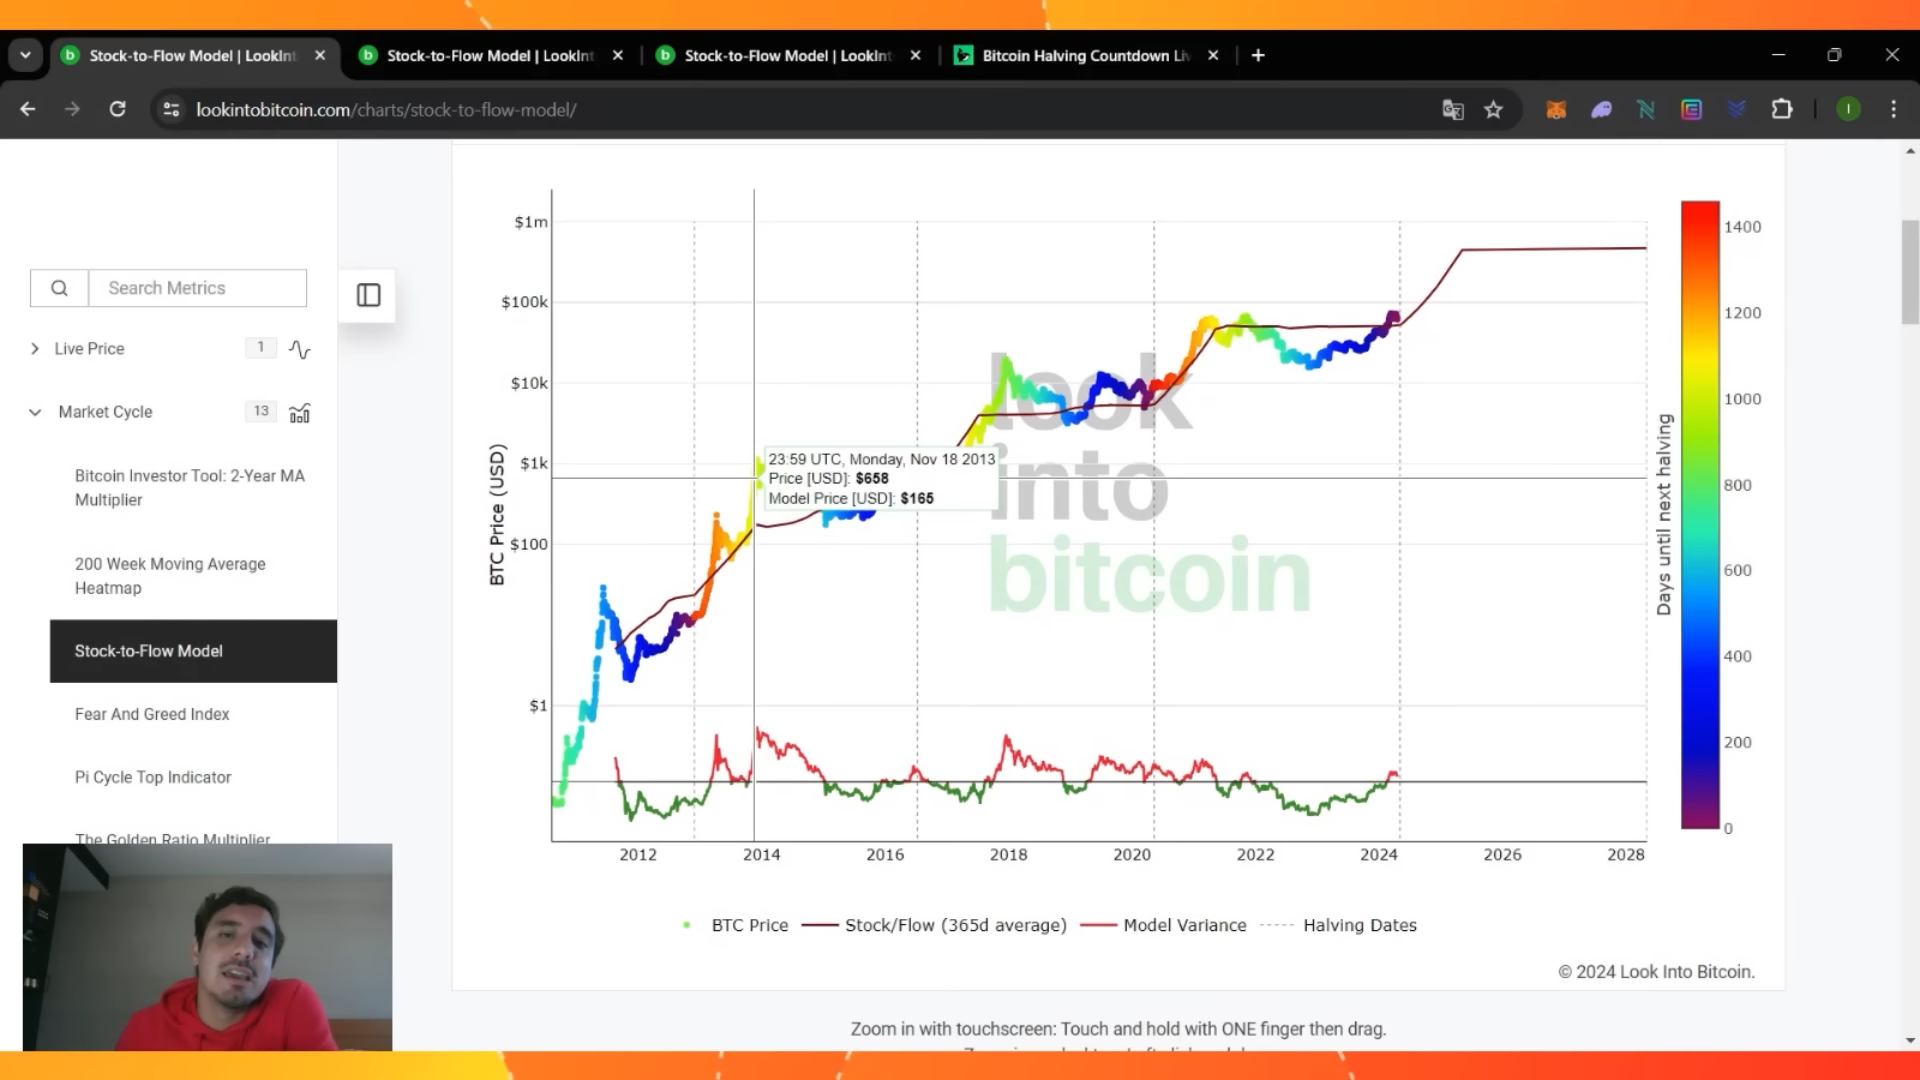 Stock-to-Flow Model | LookInt
Stock-to-Flow Model | LookInt
Stock-to-Flow Model | LookInt
Bitcoin Halving Countdown Liv
lookintobitcoin.com/charts/stock-to-flow-model/
I
Search Metrics
Live Price
1
Market Cycle
13
Bitcoin Investor Tool: 2-Year MA
Multiplier
200 Week Moving Average
Heatmap
Stock-to-Flow Model
Fear And Greed Index
Pi Cycle Top Indicator
The Golden Ratio Multiplier
BTC Price (USD)
$1m
$100k
$10k
$1k
$100
$1
look
into
bitcoin
23:59 UTC, Monday, Nov 18 2013
Price [USD]: $658
Model Price [USD]: $165
2012
2014
2016
2018
2020
2022
2024
2026
2028
Days until next halving
1400
1200
1000
800
600
400
200
0
BTC Price
Stock/Flow (365d average)
Model Variance
Halving Dates
© 2024 Look Into Bitcoin.
Zoom in with touchscreen: Touch and hold with ONE finger then drag.